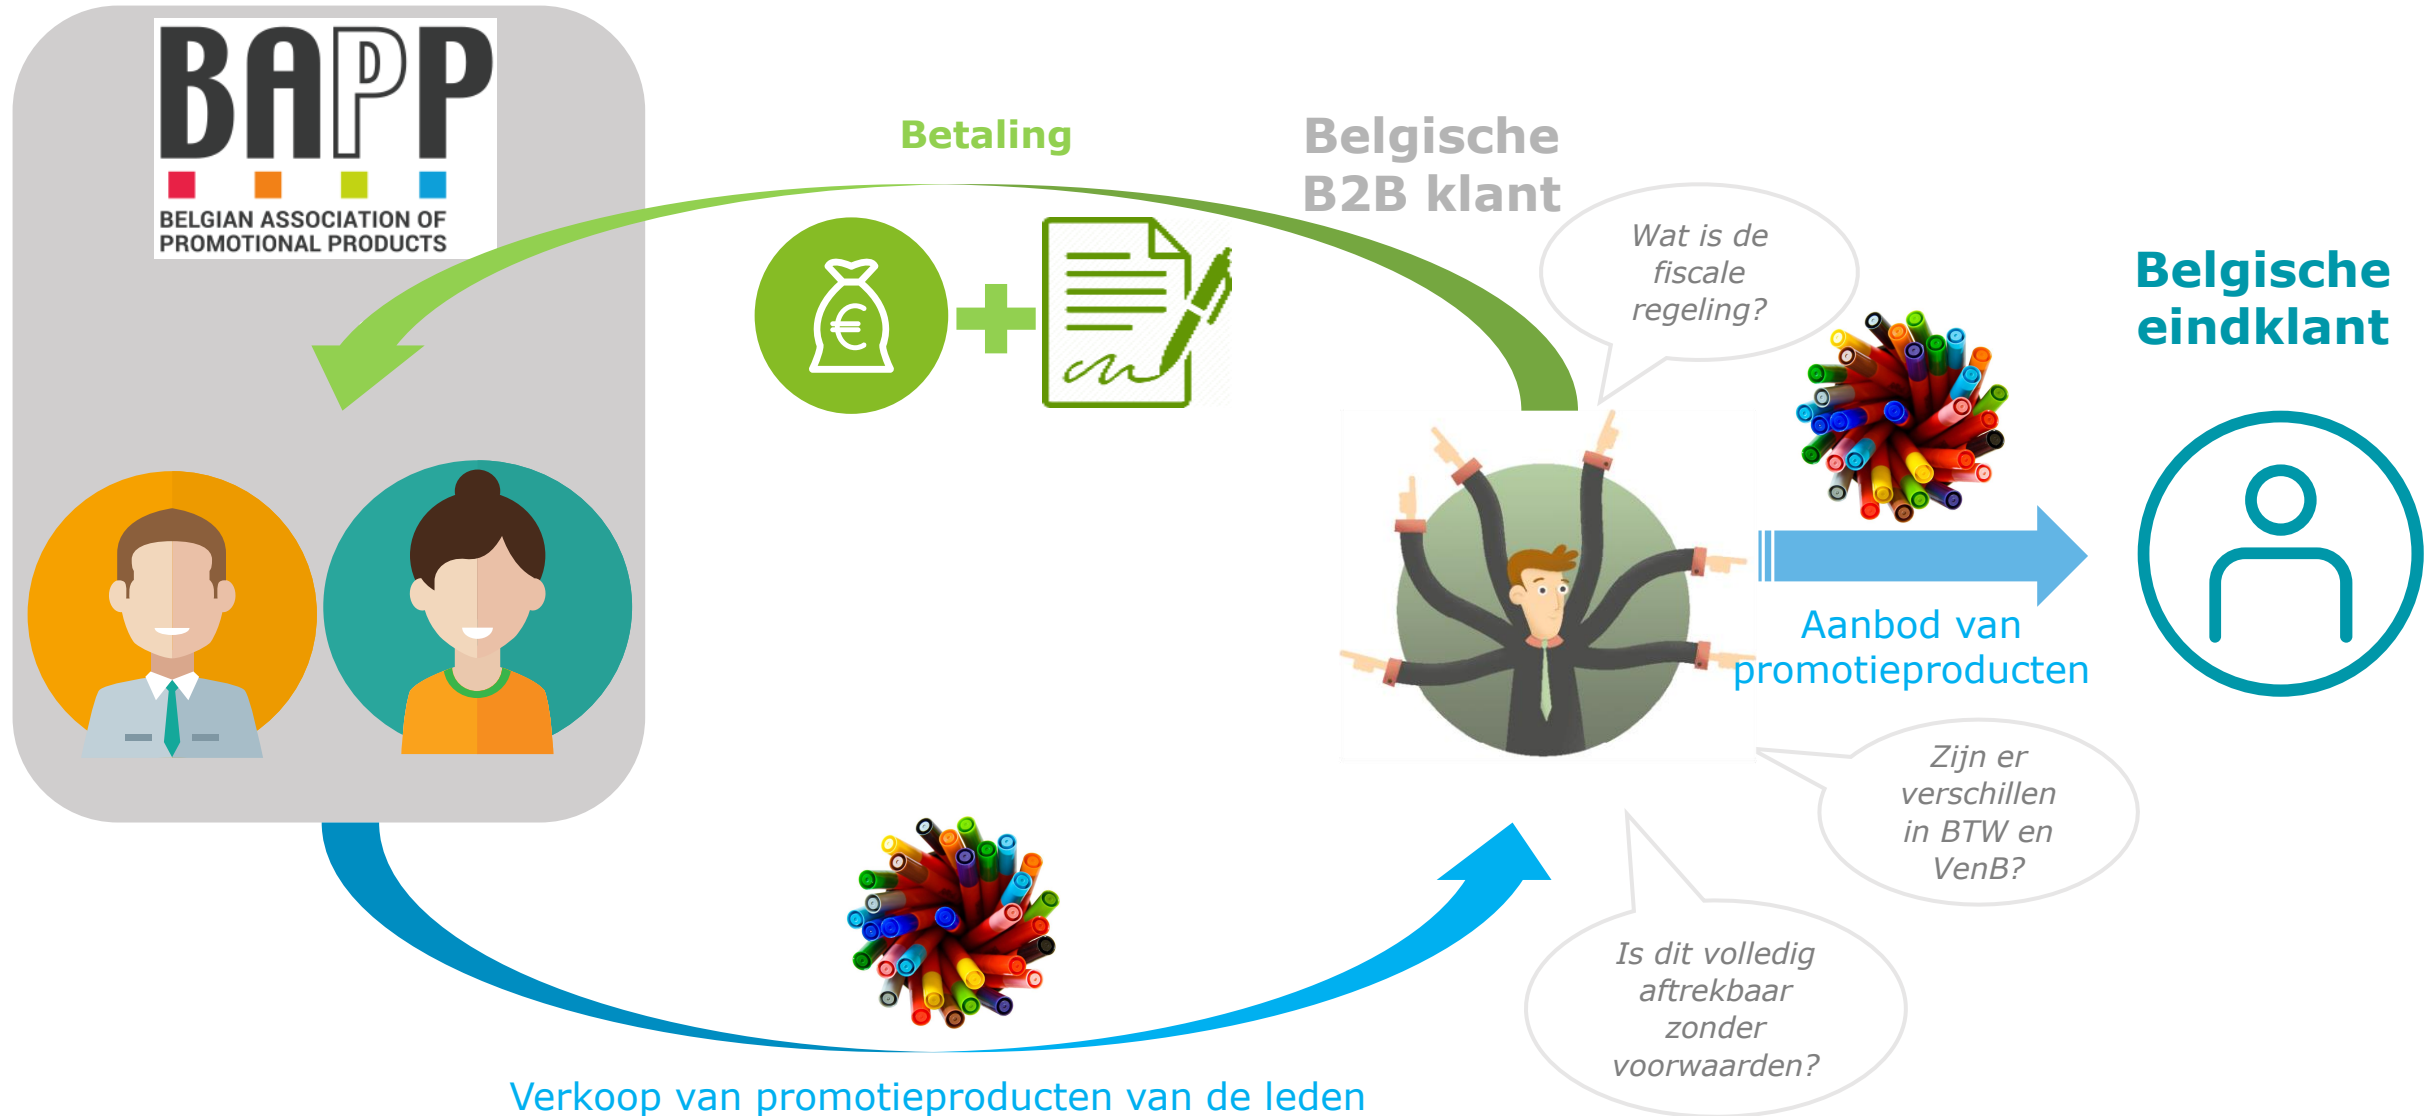 BAPP
BELGIAN ASSOCIATION OF
PROMOTIONAL PRODUCTS
Betaling
Belgische
B2B klant
Wat is de
fiscale
regeling?
Belgische
eindklant
Aanbod van
promotieproducten
Zijn er
verschillen
in BTW en
VenB?
Is dit volledig
aftrekbaar
zonder
voorwaarden?
Verkoop van promotieproducten van de leden